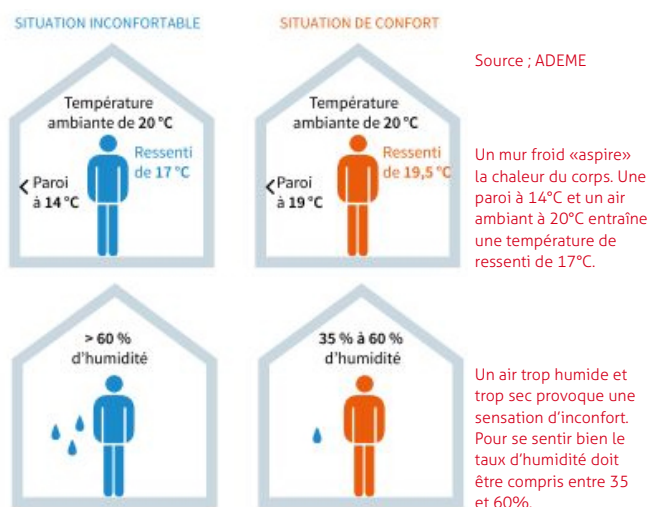 SITUATION INCONFORTABLE
SITUATION DE CONFORT
Source ; ADEME
Température
ambiante de 20 °C
Ressenti
de 17 °C
Paroi
à 14 °C
Température
ambiante de 20 °C
Ressenti
de 19,5 °C
Paroi
à 19 °C
Un mur froid «aspire»
la chaleur du corps. Une
paroi à 14°C et un air
ambiant à 20°C entraîne
une température de
ressenti de 17°C.
> 60 %
d'humidité
35 % à 60 %
d'humidité
Un air trop humide et
trop sec provoque une
sensation d'inconfort.
Pour se sentir bien le
taux d'humidité doit
être compris entre 35
et 60%.